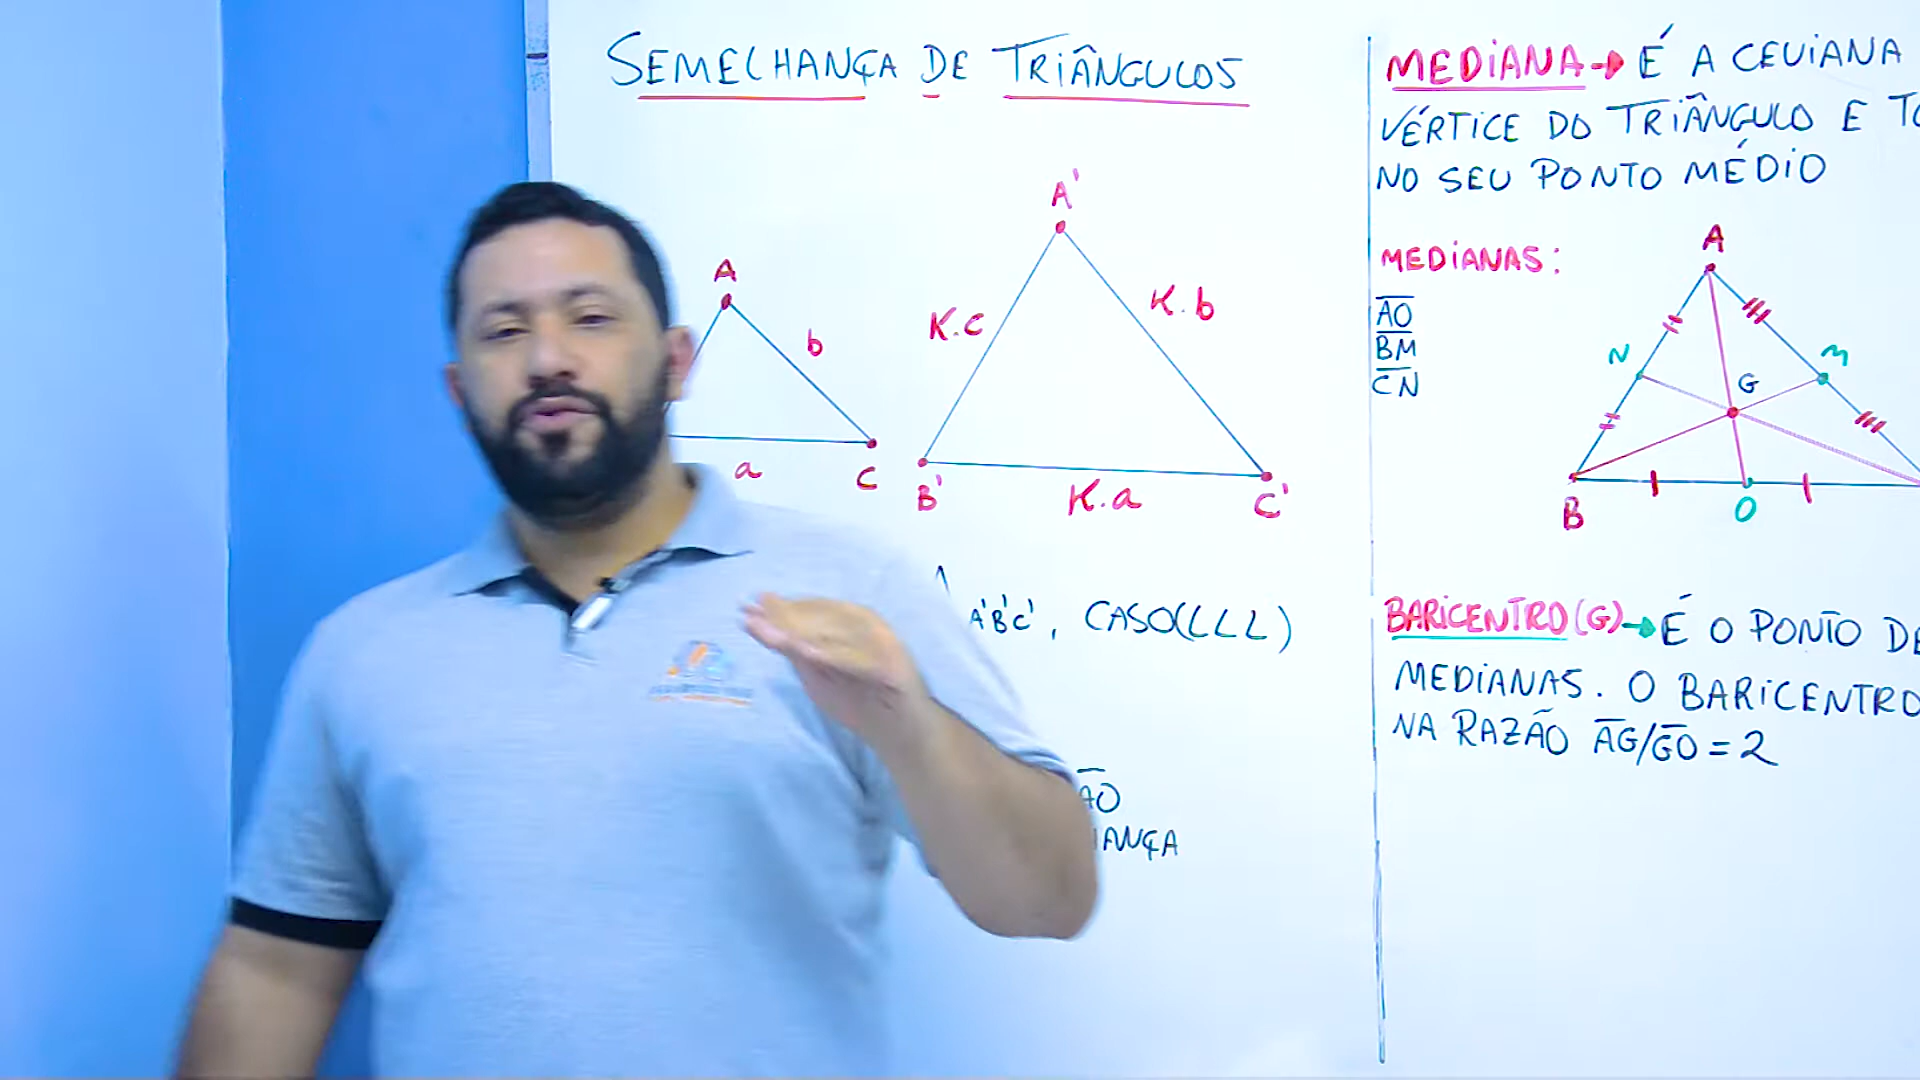 SEMELHANÇA DE TRIÂNGULOS
A
b
a
C
A'
K.c
K.b
B'
K.a
C'
A'B'C', CASO(LLL)
ÃO
IANÇA
MEDIANA → É A CEVIANA
VÉRTICE DO TRIÂNGULO E TO
NO SEU PONTO MÉDIO
MEDIANAS:
AO
BM
CN
A
N
M
G
B
O
BARICENTRO (G) → É O PONTO DE
MEDIANAS. O BARICENTRO
NA RAZÃO AG/GO = 2